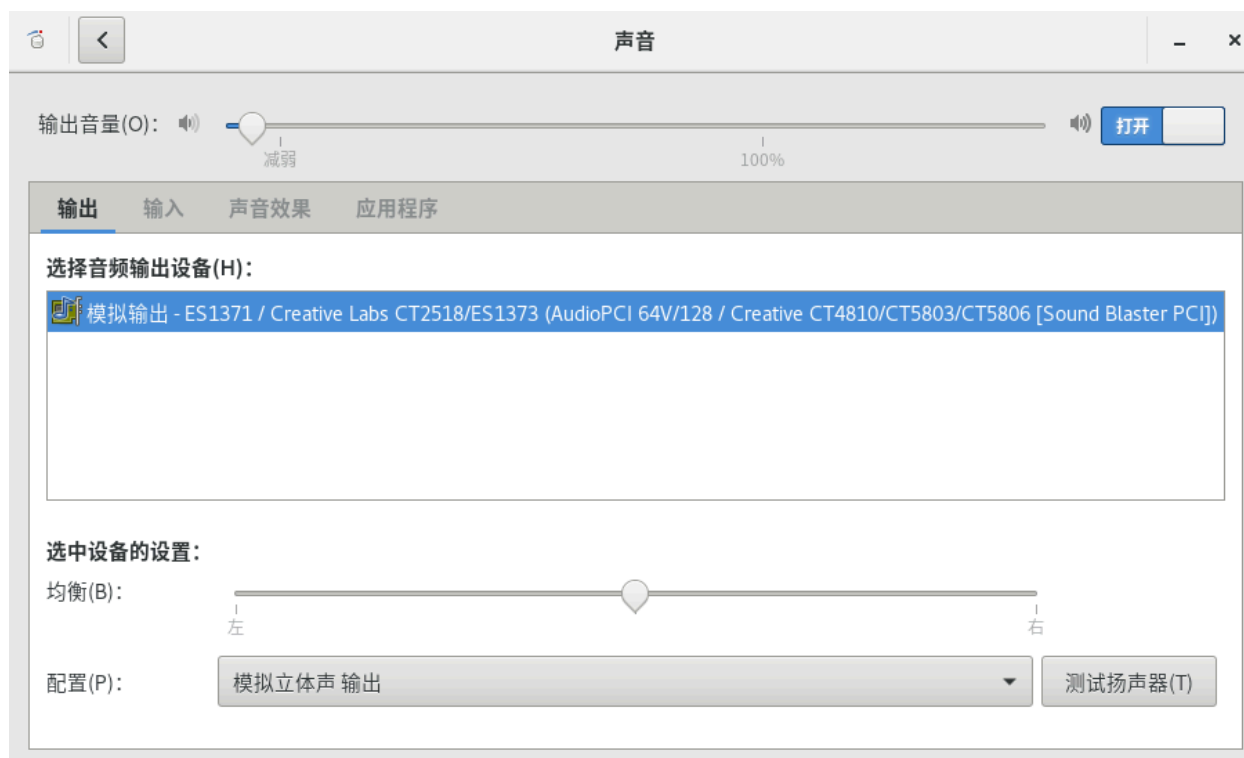 声音
输出音量(O)： 打开
减弱 100%
输出 输入 声音效果 应用程序
选择音频输出设备(H)：
模拟输出 - ES1371 / Creative Labs CT2518/ES1373 (AudioPCI 64V/128 / Creative CT4810/CT5803/CT5806 [Sound Blaster PCI])
选中设备的设置：
均衡(B)：
左 右
配置(P)： 模拟立体声 输出 测试扬声器(T)